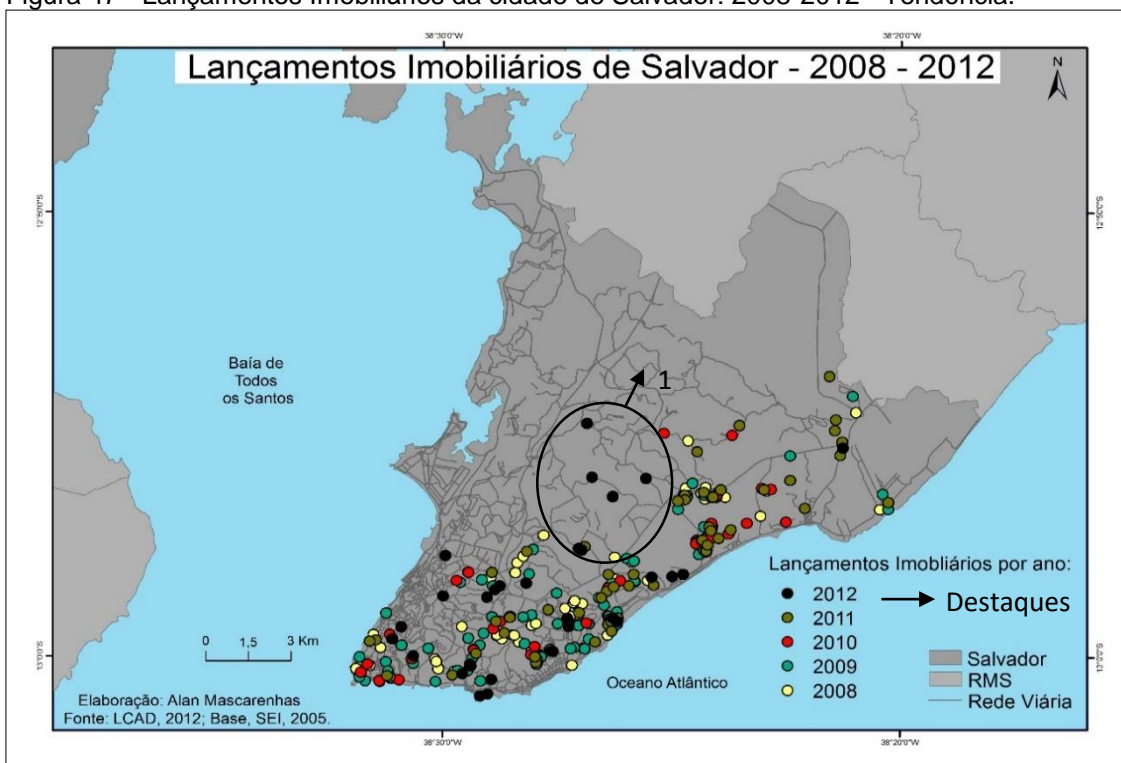 Figura 47 - Lançamentos Imobiliários da cidade de Salvador. 2008-2012 - Tendência.
38°30'0"W
38°20'0"W
Lançamentos Imobiliários de Salvador - 2008 - 2012
N
12°50'0"S
12°50'0"S
Baía de
Todos
os Santos
1
Lançamentos Imobliários por ano:
2012
Destaques
2011
2010
2009
2008
Salvador
RMS
Rede Viária
0 1,5 3 Km
13°0'0"S
13°0'0"S
Oceano Atlântico
Elaboração: Alan Mascarenhas
Fonte: LCAD, 2012; Base, SEI, 2005.
38°30'0"W
38°20'0"W